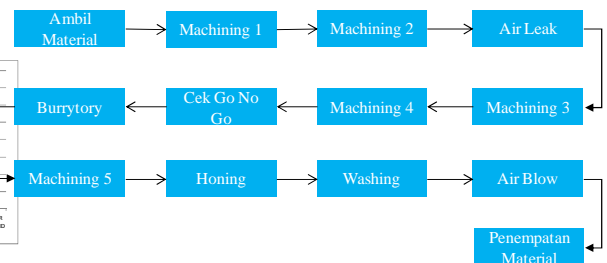 Ambil
Material
Machining 1
Machining 2
Air Leak
Machining 3
Machining 4
Cek Go No
Go
Burrytory
Machining 5
Honing
Washing
Air Blow
Penempatan
Material